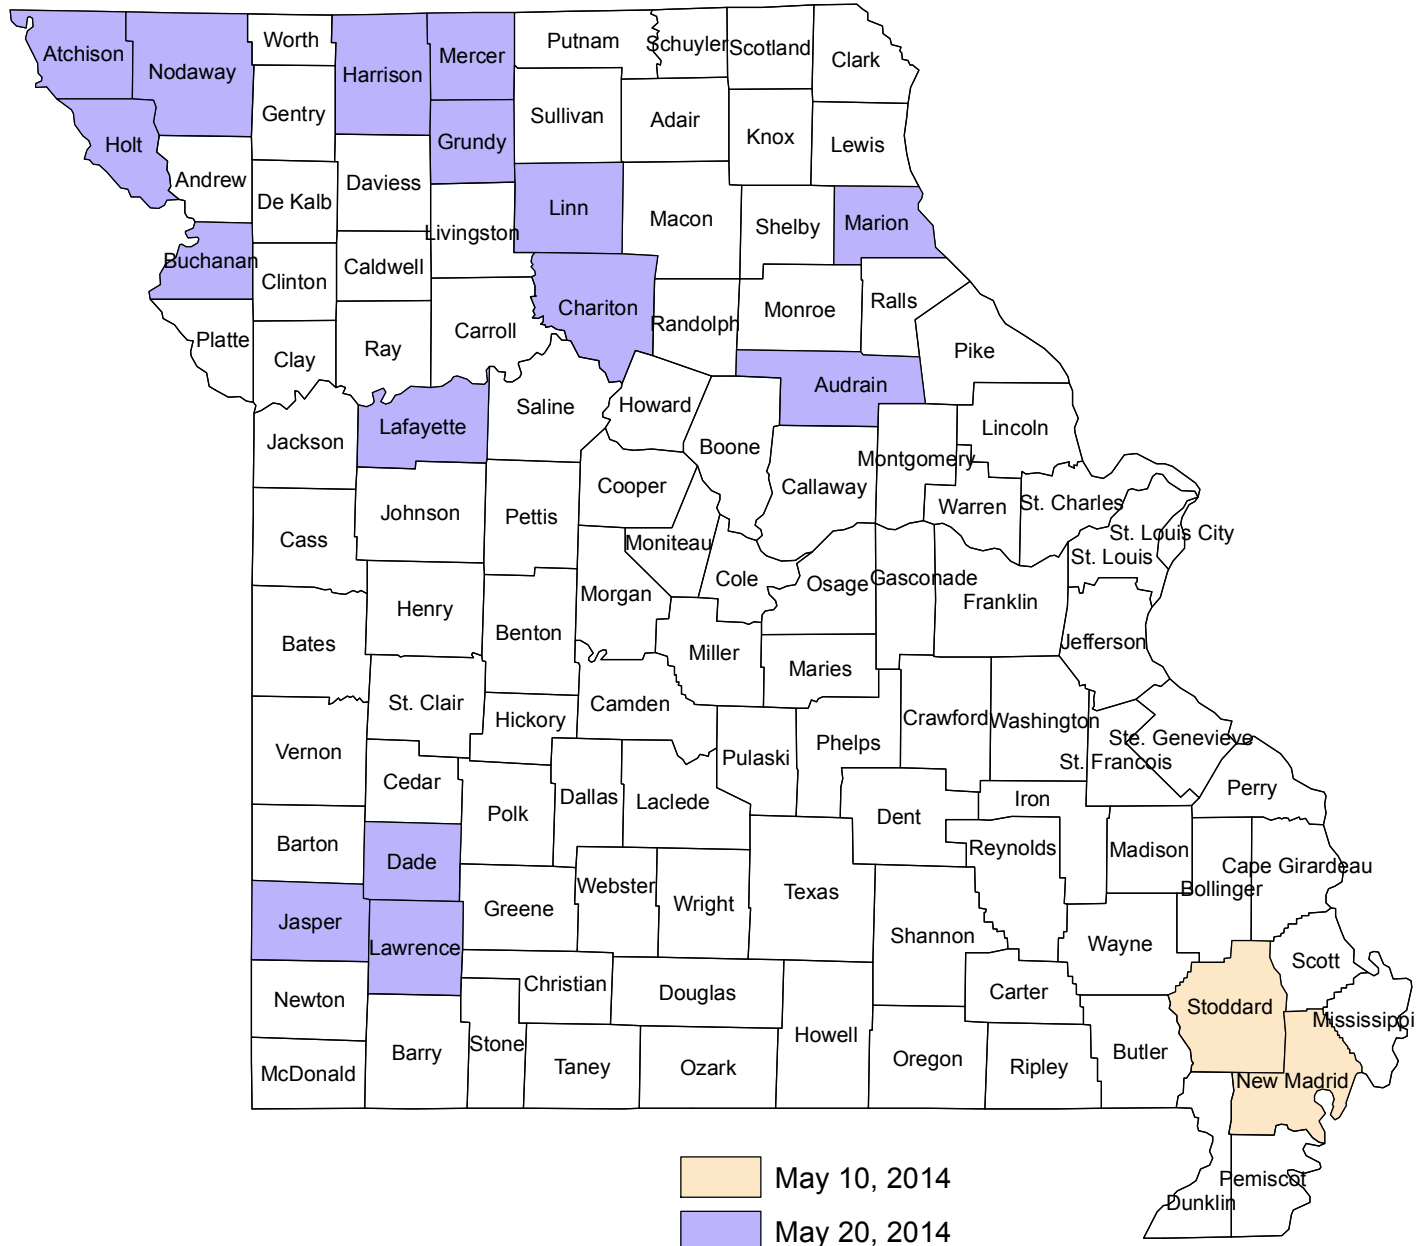 Atchison
Nodaway
Worth
Harrison
Mercer
Putnam
Schuyler
Scotland
Clark
Holt
Gentry
Grundy
Sullivan
Adair
Knox
Lewis
Andrew
De Kalb
Daviess
Livingston
Linn
Macon
Shelby
Marion
Buchanan
Clinton
Caldwell
Chariton
Randolph
Monroe
Ralls
Platte
Clay
Ray
Carroll
Pike
Audrain
Jackson
Lafayette
Saline
Howard
Boone
Callaway
Montgomery
Lincoln
Cass
Johnson
Pettis
Cooper
Moniteau
Warren
St. Charles
St. Louis City
St. Louis
Cole
Osage
Gasconade
Franklin
Henry
Morgan
Bates
Benton
Miller
Maries
Jefferson
St. Clair
Hickory
Camden
Vernon
Pulaski
Phelps
Crawford
Washington
Ste. Genevieve
St. Francois
Cedar
Polk
Dallas
Laclede
Dent
Iron
Perry
Barton
Dade
Reynolds
Madison
Cape Girardeau
Bollinger
Jasper
Lawrence
Greene
Webster
Wright
Texas
Shannon
Wayne
Scott
Newton
Christian
Douglas
Carter
Stoddard
Mississippi
Howell
McDonald
Barry
Stone
Taney
Ozark
Oregon
Ripley
Butler
New Madrid
Dunklin
Pemiscot
May 10, 2014
May 20, 2014